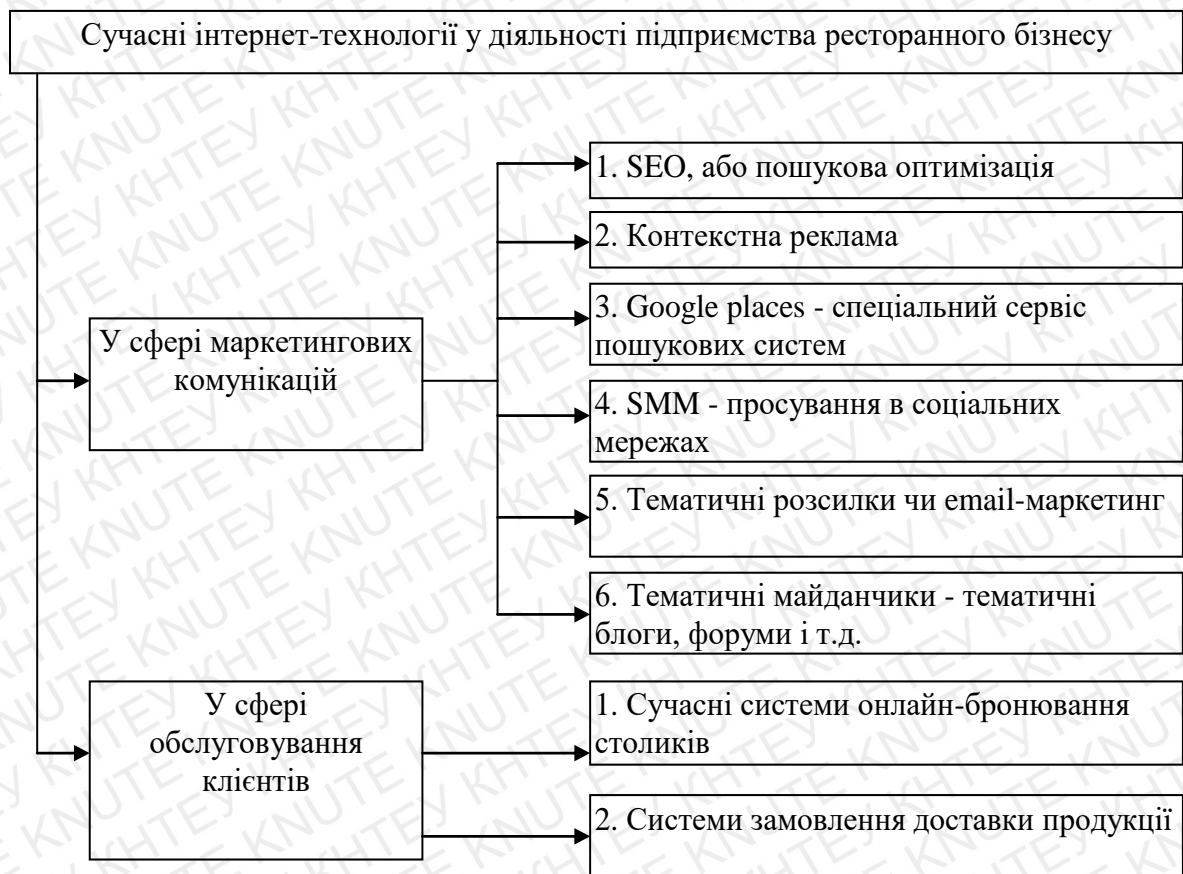 Сучасні інтернет-технології у діяльності підприємства ресторанного бізнесу
У сфері маркетингових
комунікацій
1. SEO, або пошукова оптимізація
2. Контекстна реклама
3. Google places - спеціальний сервіс
пошукових систем
4. SMM - просування в соціальних
мережах
5. Тематичні розсилки чи email-маркетинг
6. Тематичні майданчики - тематичні
блоги, форуми і т.д.
У сфері
обслуговування
клієнтів
1. Сучасні системи онлайн-бронювання
столиків
2. Системи замовлення доставки продукції